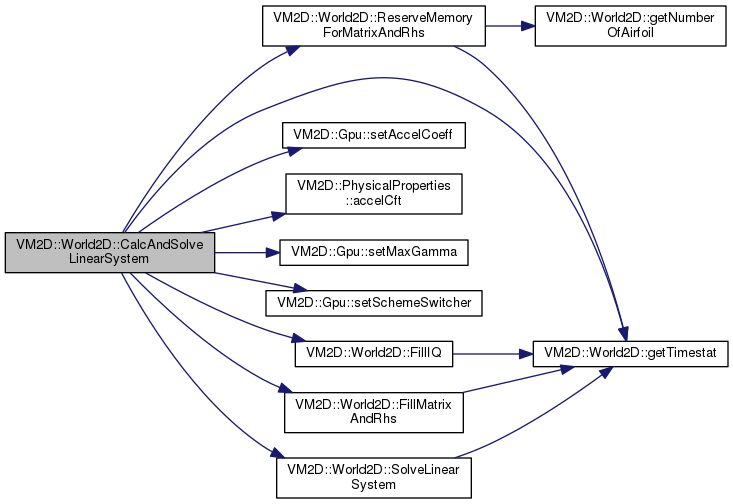 VM2D::World2D::ReserveMemory
ForMatrixAndRhs
VM2D::World2D::getNumber
OfAirfoil
VM2D::Gpu::setAccelCoeff
VM2D::PhysicalProperties
::accelCft
VM2D::World2D::CalcAndSolve
LinearSystem
VM2D::Gpu::setMaxGamma
VM2D::Gpu::setSchemeSwitcher
VM2D::World2D::FillIQ
VM2D::World2D::getTimestat
VM2D::World2D::FillMatrix
AndRhs
VM2D::World2D::SolveLinear
System